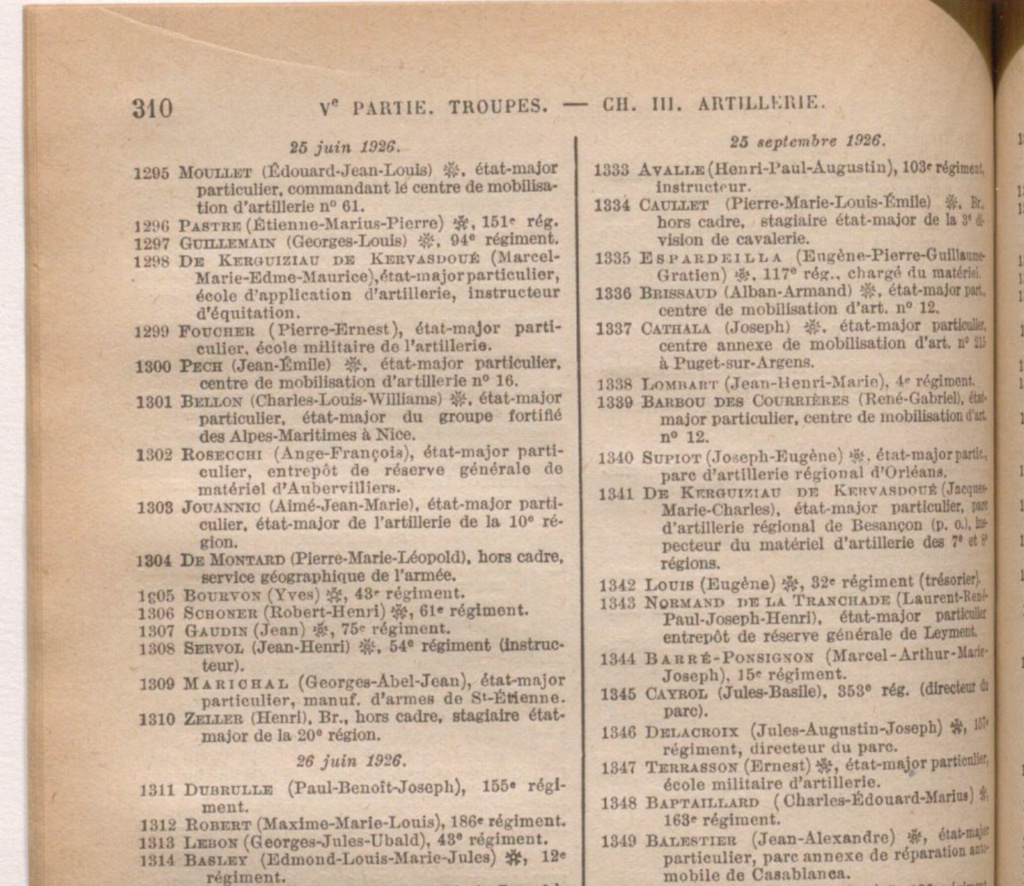 310
Vᵉ PARTIE. TROUPES. — CH. III. ARTILLERIE.
25 juin 1926.
1295 MOULLET (Édouard-Jean-Louis) ❋, état-major
particulier, commandant lé centre de mobilisa-
tion d'artillerie nº 61.
1296 PASTRE (Étienne-Marius-Pierre) ❋, 151ᵉ rég.
1297 GUILLEMAIN (Georges-Louis) ❋, 94ᵉ régiment.
1298 DE KERGUIZIAU DE KERVASDOUÉ (Marcel-
Marie-Edme-Maurice), état-major particulier,
école d'application d'artillerie, instructeur
d'équitation.
1299 FOUCHER (Pierre-Ernest), état-major parti-
culier, école militaire de l'artillerie.
1300 PECH (Jean-Émile) ❋, état-major particulier,
centre de mobilisation d'artillerie nº 16.
1301 BELLON (Charles-Louis-Williams) ❋, état-major
particulier, état-major du groupe fortifié
des Alpes-Maritimes à Nice.
1302 ROSECCHI (Ange-François), état-major parti-
culier, entrepôt de réserve générale de
matériel d'Aubervilliers.
1303 JOUANNIC (Aimé-Jean-Marie), état-major parti-
culier, état-major de l'artillerie de la 10ᵉ ré-
gion.
1304 DE MONTARD (Pierre-Marie-Léopold), hors cadre,
service géographique de l'armée.
1305 BOURVON (Yves) ❋, 43ᵉ régiment.
1306 SCHONER (Robert-Henri) ❋, 61ᵉ régiment.
1307 GAUDIN (Jean) ❋, 75ᵉ régiment.
1308 SERVOL (Jean-Henri) ❋, 54ᵉ régiment (instruc-
teur).
1309 MARICHAL (Georges-Abel-Jean), état-major
particulier, manuf. d'armes de Sᵗ-Étienne.
1310 ZELLER (Henri), Br., hors cadre, stagiaire état-
major de la 20ᵉ région.
26 juin 1926.
1311 DUBRULLE (Paul-Benoît-Joseph), 155ᵉ régi-
ment.
1312 ROBERT (Maxime-Marie-Louis), 186ᵉ régiment.
1313 LEBON (Georges-Jules-Ubald), 43ᵉ régiment.
1314 BASLEY (Edmond-Louis-Marie-Jules) ❋, 12ᵉ
régiment.
25 septembre 1926.
1333 AVALLE (Henri-Paul-Augustin), 103ᵉ régiment,
instructeur.
1334 CAULLET (Pierre-Marie-Louis-Émile) ❋, Br.,
hors cadre, stagiaire état-major de la 3ᵉ di-
vision de cavalerie.
1335 ESPARDEILLA (Eugène-Pierre-Guillaume-
Gratien) ❋, 117ᵉ rég., chargé du matériel.
1336 BRISSAUD (Alban-Armand) ❋, état-major part.,
centre de mobilisation d'art. nº 12.
1337 CATHALA (Joseph) ❋, état-major particulier,
centre annexe de mobilisation d'art. nº 215
à Puget-sur-Argens.
1338 LOMBART (Jean-Henri-Marie), 4ᵉ régiment.
1339 BARBOU DES COURRIÈRES (René-Gabriel), état-
major particulier, centre de mobilisation d'art.
nº 12.
1340 SUPIOT (Joseph-Eugène) ❋, état-major partic.,
parc d'artillerie régional d'Orléans.
1341 DE KERGUIZIAU DE KERVASDOUÉ (Jacques-
Marie-Charles), état-major particulier, parc
d'artillerie régional de Besançon (p. o.), ins-
pecteur du matériel d'artillerie des 7ᵉ et 8ᵉ
régions.
1342 LOUIS (Eugène) ❋, 32ᵉ régiment (trésorier).
1343 NORMAND DE LA TRANCHADE (Laurent-René-
Paul-Joseph-Henri), état-major particulier
entrepôt de réserve générale de Leyment.
1344 BARRÉ-PONSIGNON (Marcel-Arthur-Marie-
Joseph), 15ᵉ régiment.
1345 CAYROL (Jules-Basile), 353ᵉ rég. (directeur du
parc).
1346 DELACROIX (Jules-Augustin-Joseph) ❋,
régiment, directeur du parc.
1347 TERRASSON (Ernest) ❋, état-major particulier,
école militaire d'artillerie.
1348 BAPTAILLARD (Charles-Édouard-Marius) ❋,
163ᵉ régiment.
1349 BALESTIER (Jean-Alexandre) ❋, état-major
particulier, parc annexe de réparation auto-
mobile de Casablanca.